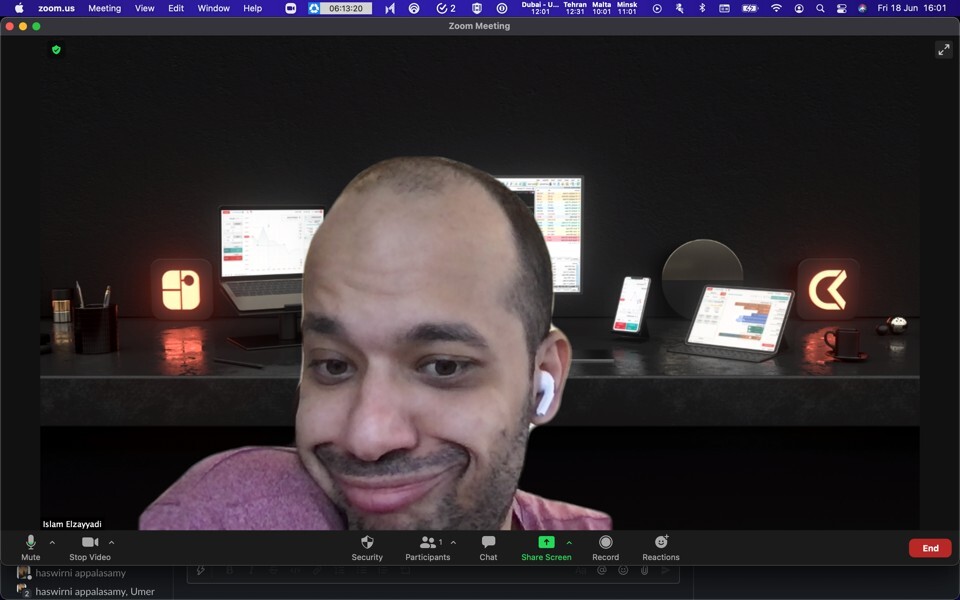 zoom.us Meeting View Edit Window Help 06:13:20 2 Dubai - U... 12:01 Tehran 12:31 Malta 10:01 Minsk 11:01 Fri 18 Jun 16:01
Zoom Meeting
Islam Elzayyadi
Mute Stop Video Security Participants 1 Chat Share Screen Record Reactions End
haswirni appalasamy
2 haswirni appalasamy, Umer